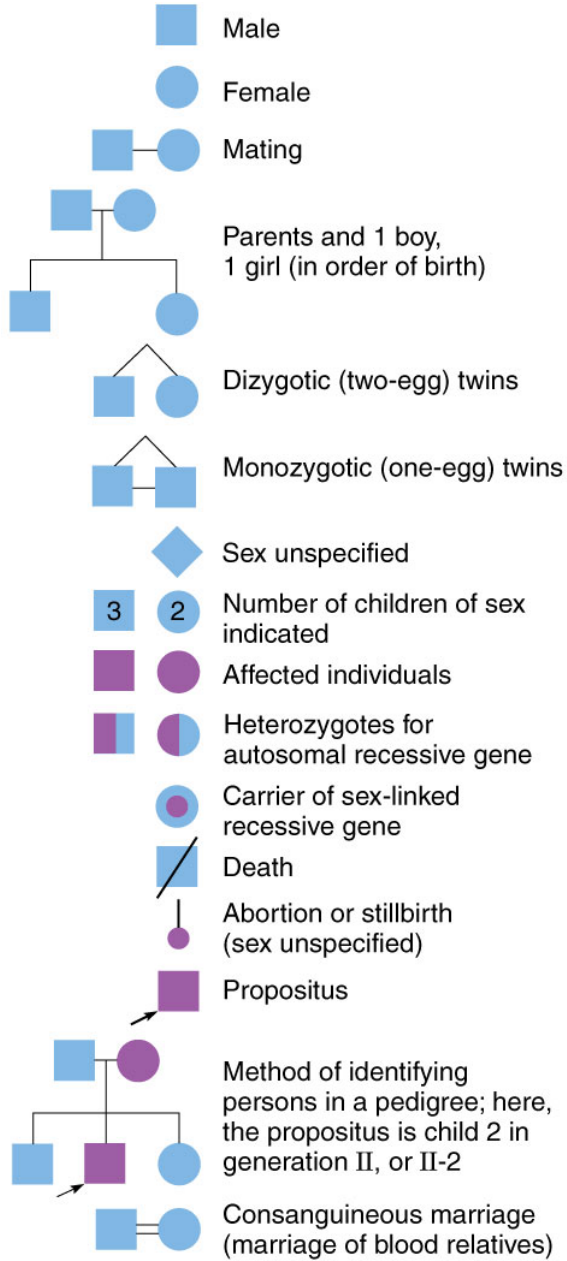 Male
Female
Mating
Parents and 1 boy,
1 girl (in order of birth)
Dizygotic (two-egg) twins
Monozygotic (one-egg) twins
Sex unspecified
3 2 Number of children of sex
indicated
Affected individuals
Heterozygotes for
autosomal recessive gene
Carrier of sex-linked
recessive gene
Death
Abortion or stillbirth
(sex unspecified)
Propositus
Method of identifying
persons in a pedigree; here,
the propositus is child 2 in
generation II, or II-2
Consanguineous marriage
(marriage of blood relatives)